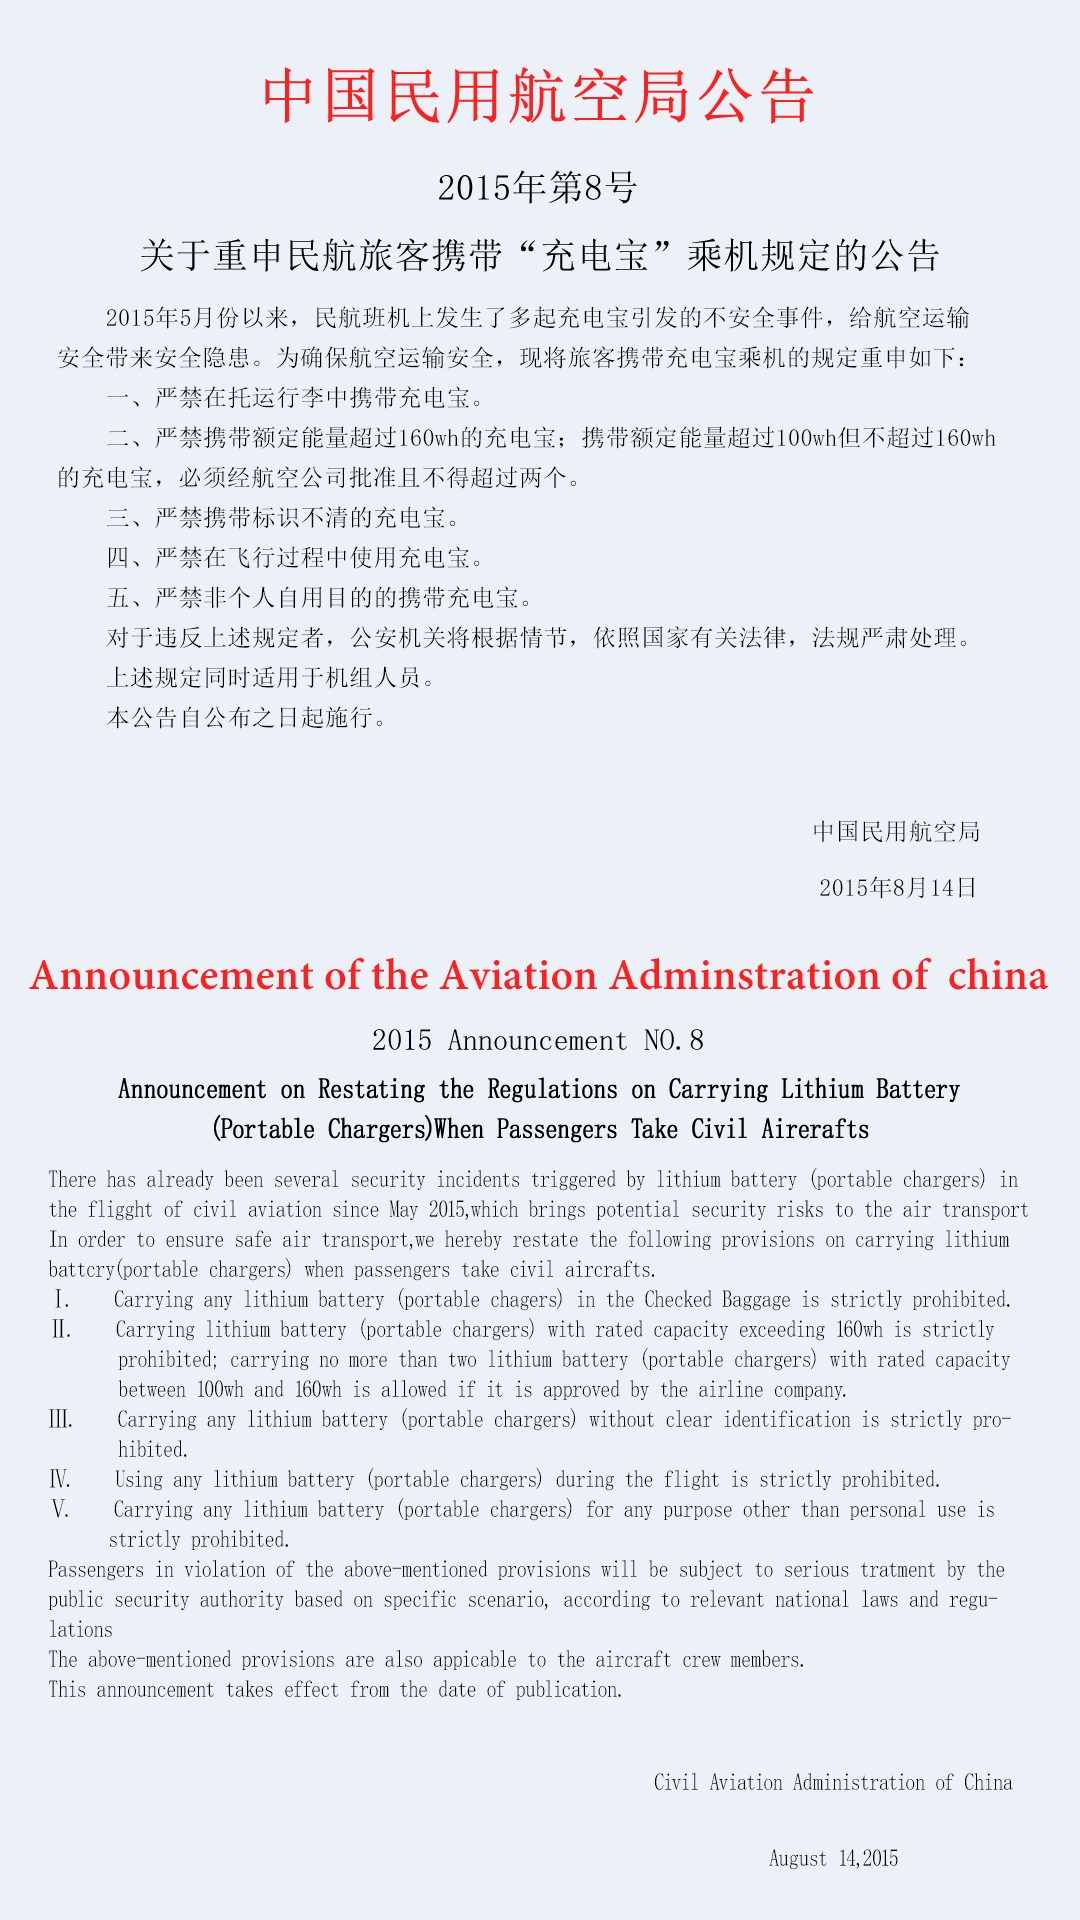 中国民用航空局公告
2015年第8号
关于重申民航旅客携带“充电宝”乘机规定的公告
2015年5月份以来，民航班机上发生了多起充电宝引发的不安全事件，给航空运输
安全带来安全隐患。为确保航空运输安全，现将旅客携带充电宝乘机的规定重申如下：
一、严禁在托运行李中携带充电宝。
二、严禁携带额定能量超过160wh的充电宝；携带额定能量超过100wh但不超过160wh
的充电宝，必须经航空公司批准且不得超过两个。
三、严禁携带标识不清的充电宝。
四、严禁在飞行过程中使用充电宝。
五、严禁非个人自用目的的携带充电宝。
对于违反上述规定者，公安机关将根据情节，依照国家有关法律，法规严肃处理。
上述规定同时适用于机组人员。
本公告自公布之日起施行。
中国民用航空局
2015年8月14日
Announcement of the Aviation Adminstration of china
2015 Announcement NO.8
Announcement on Restating the Regulations on Carrying Lithium Battery
(Portable Chargers)When Passengers Take Civil Airerafts
There has already been several security incidents triggered by lithium battery (portable chargers) in
the fligght of civil aviation since May 2015,which brings potential security risks to the air transport
In order to ensure safe air transport,we hereby restate the following provisions on carrying lithium
battcry(portable chargers) when passengers take civil aircrafts.
I. Carrying any lithium battery (portable chagers) in the Checked Baggage is strictly prohibited.
II. Carrying lithium battery (portable chargers) with rated capacity exceeding 160wh is strictly
prohibited; carrying no more than two lithium battery (portable chargers) with rated capacity
between 100wh and 160wh is allowed if it is approved by the airline company.
III. Carrying any lithium battery (portable chargers) without clear identification is strictly pro-
hibited.
IV. Using any lithium battery (portable chargers) during the flight is strictly prohibited.
V. Carrying any lithium battery (portable chargers) for any purpose other than personal use is
strictly prohibited.
Passengers in violation of the above-mentioned provisions will be subject to serious tratment by the
public security authority based on specific scenario, according to relevant national laws and regu-
lations
The above-mentioned provisions are also appicable to the aircraft crew members.
This announcement takes effect from the date of publication.
Civil Aviation Administration of China
August 14,2015